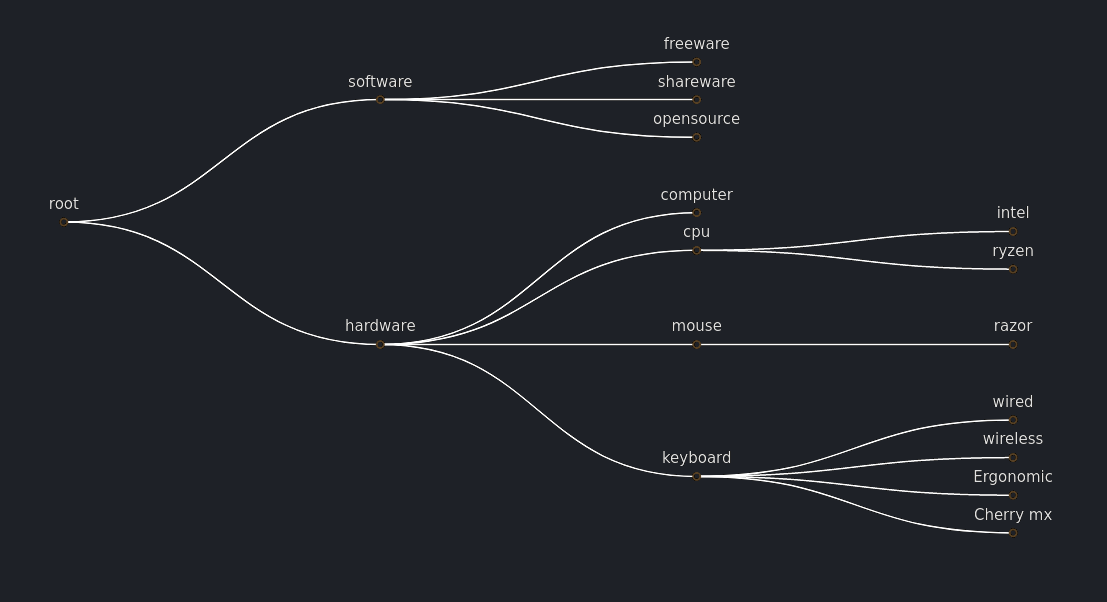 root
software
freeware
shareware
opensource
hardware
computer
cpu
intel
ryzen
mouse
razor
keyboard
wired
wireless
Ergonomic
Cherry mx